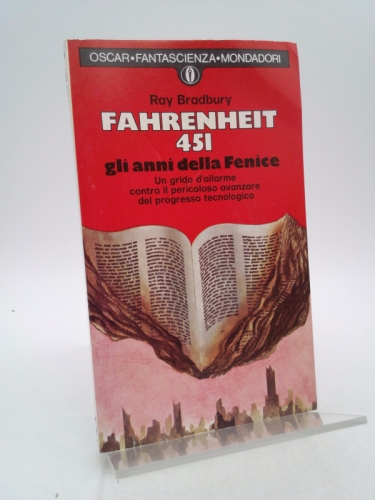 OSCAR•FANTASCIENZA•MONDADORI
Ray Bradbury
FAHRENHEIT
451
gli anni della Fenice
Un grido d'allarme
contro il pericoloso avanzare
del progresso tecnologico